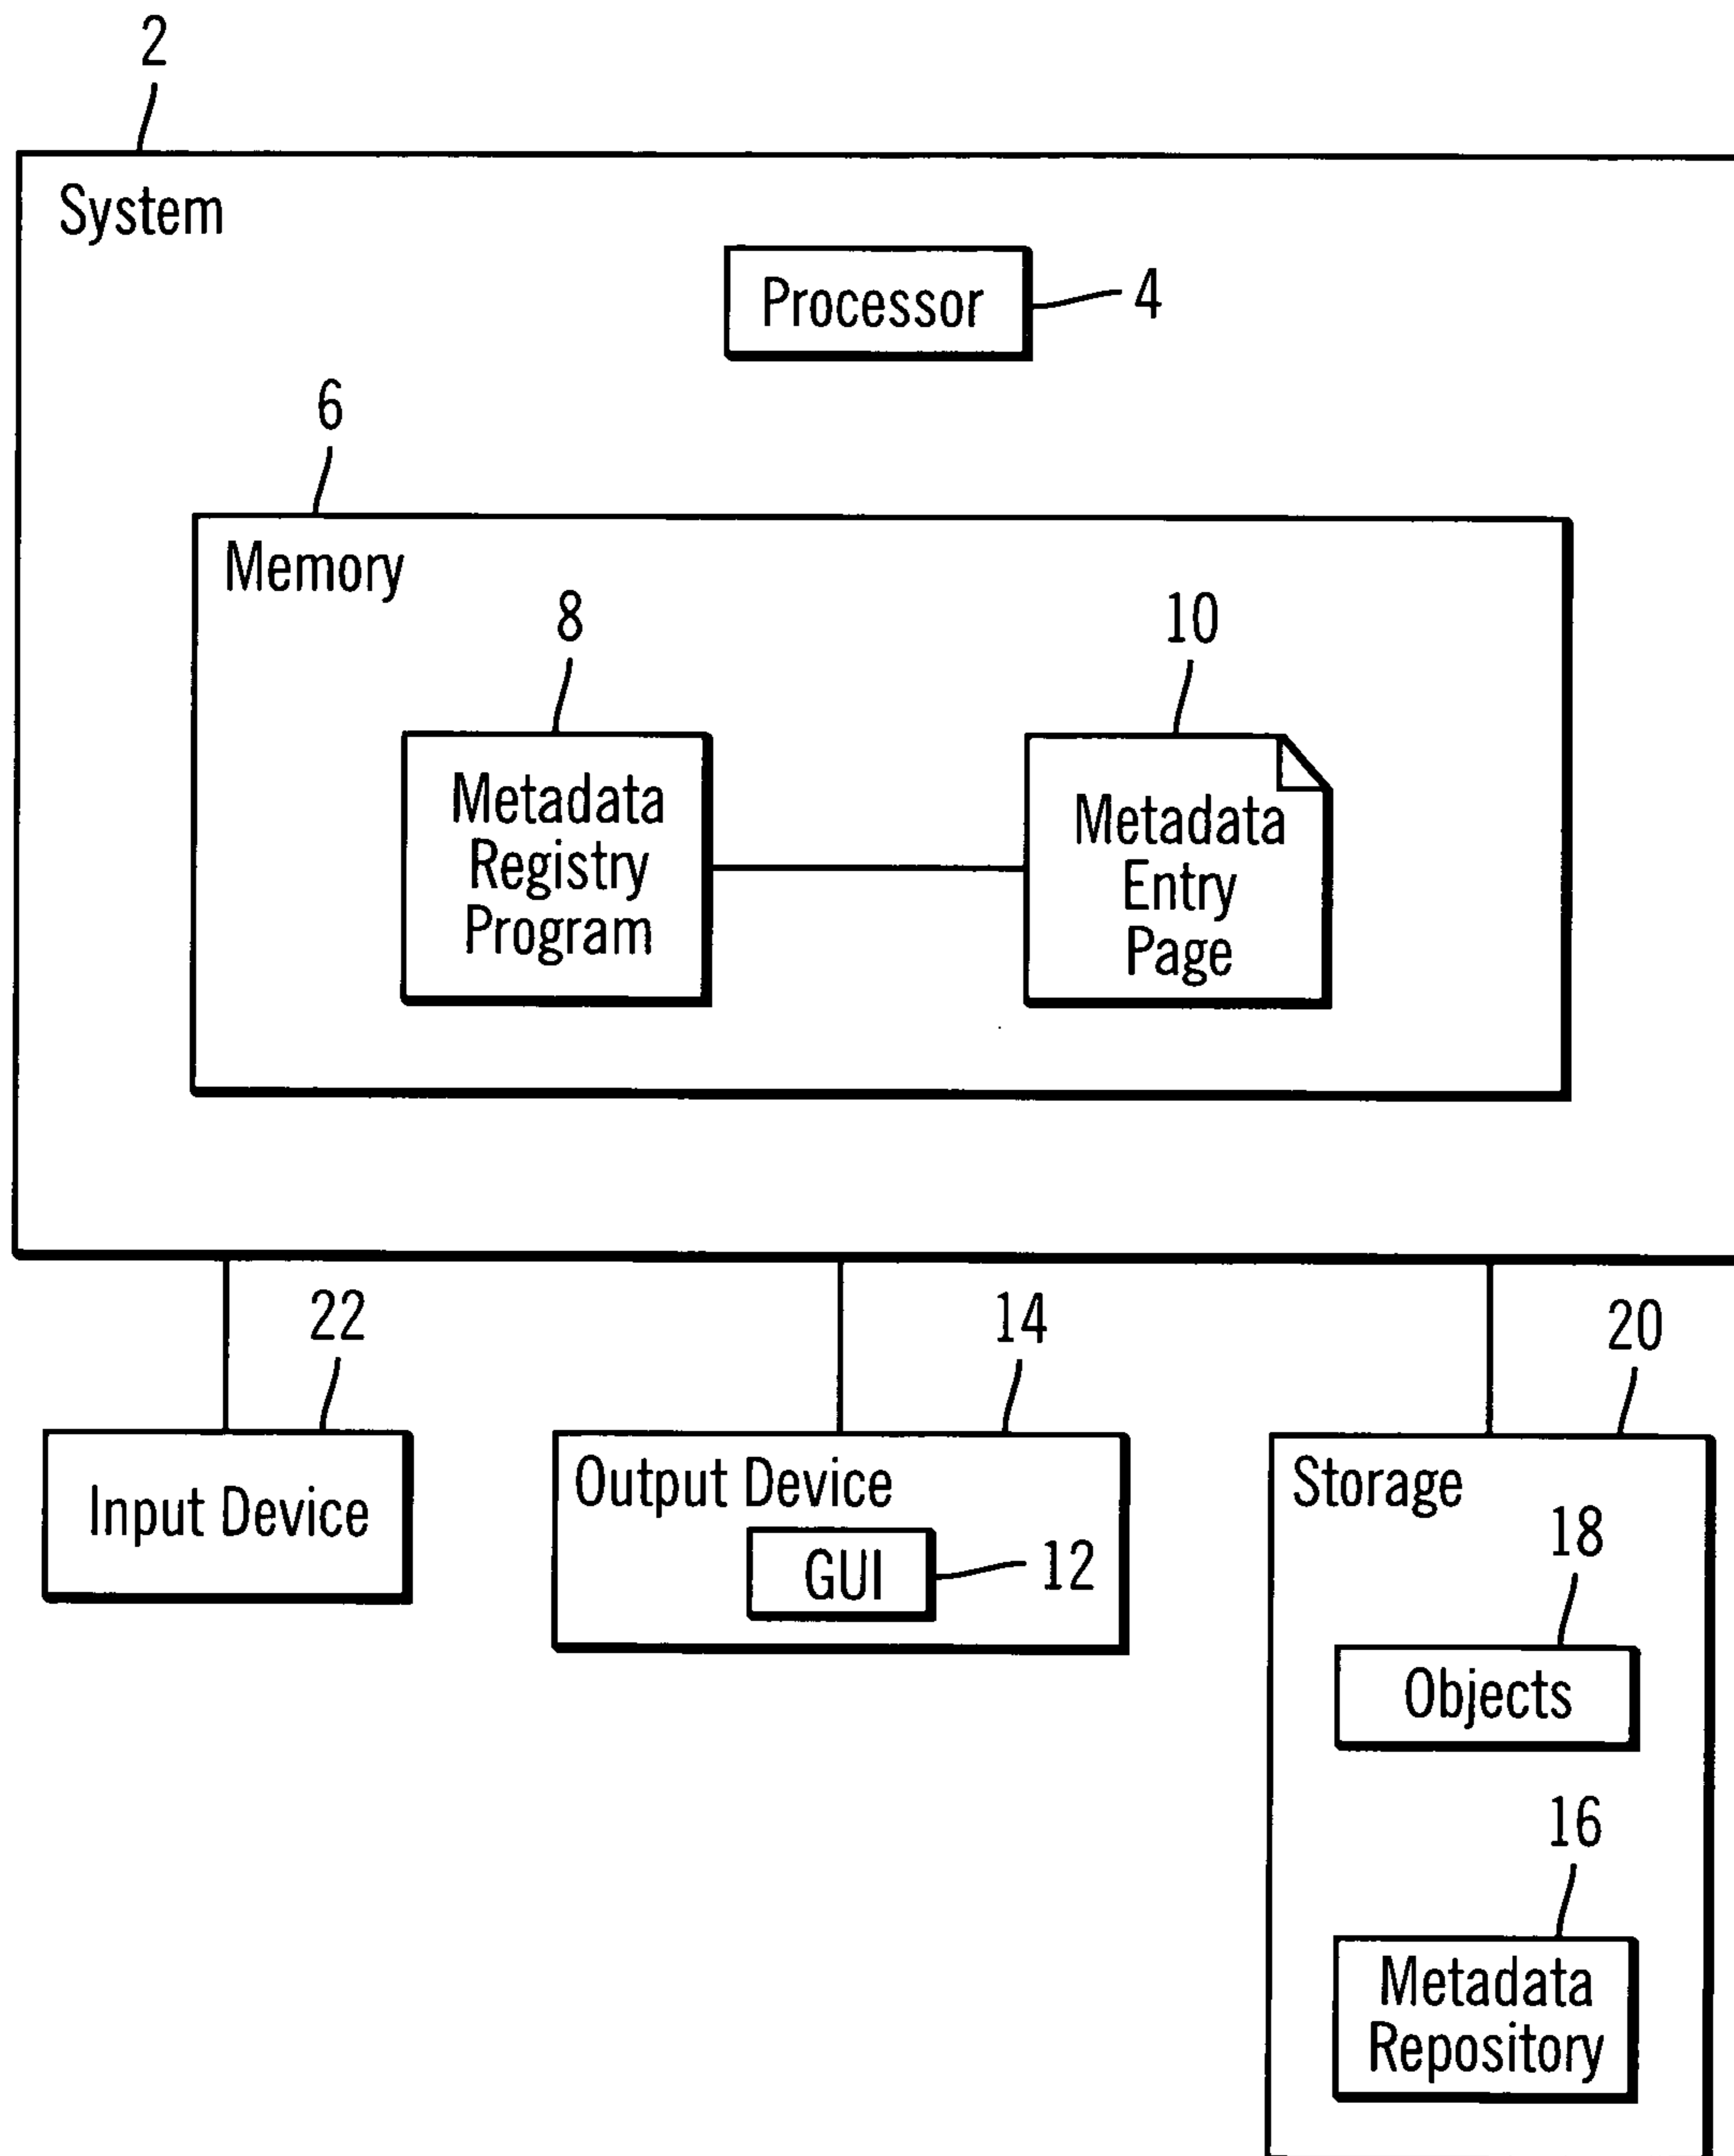 2
System
Processor
4
6
Memory
8
10
Metadata
Registry
Program
Metadata
Entry
Page
22
14
20
Input Device
Output Device
GUI
12
Storage
18
Objects
16
Metadata
Repository